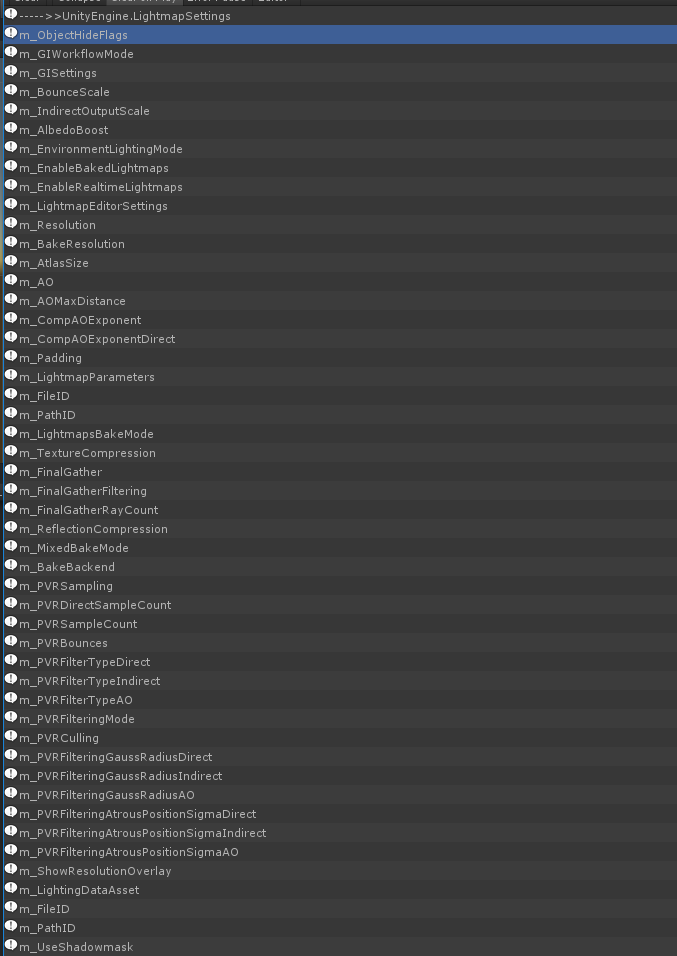 ----->>UnityEngine.LightmapSettings
m_ObjectHideFlags
m_GIWorkflowMode
m_GISettings
m_BounceScale
m_IndirectOutputScale
m_AlbedoBoost
m_EnvironmentLightingMode
m_EnableBakedLightmaps
m_EnableRealtimeLightmaps
m_LightmapEditorSettings
m_Resolution
m_BakeResolution
m_AtlasSize
m_AO
m_AOMaxDistance
m_CompAOExponent
m_CompAOExponentDirect
m_Padding
m_LightmapParameters
m_FileID
m_PathID
m_LightmapsBakeMode
m_TextureCompression
m_FinalGather
m_FinalGatherFiltering
m_FinalGatherRayCount
m_ReflectionCompression
m_MixedBakeMode
m_BakeBackend
m_PVRSampling
m_PVRDirectSampleCount
m_PVRSampleCount
m_PVRBounces
m_PVRFilterTypeDirect
m_PVRFilterTypeIndirect
m_PVRFilterTypeAO
m_PVRFilteringMode
m_PVRCulling
m_PVRFilteringGaussRadiusDirect
m_PVRFilteringGaussRadiusIndirect
m_PVRFilteringGaussRadiusAO
m_PVRFilteringAtrousPositionSigmaDirect
m_PVRFilteringAtrousPositionSigmaIndirect
m_PVRFilteringAtrousPositionSigmaAO
m_ShowResolutionOverlay
m_LightingDataAsset
m_FileID
m_PathID
m_UseShadowmask